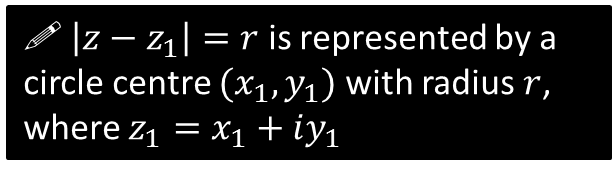 ✏ |z − z₁| = r is represented by a
circle centre (x₁, y₁) with radius r,
where z₁ = x₁ + iy₁